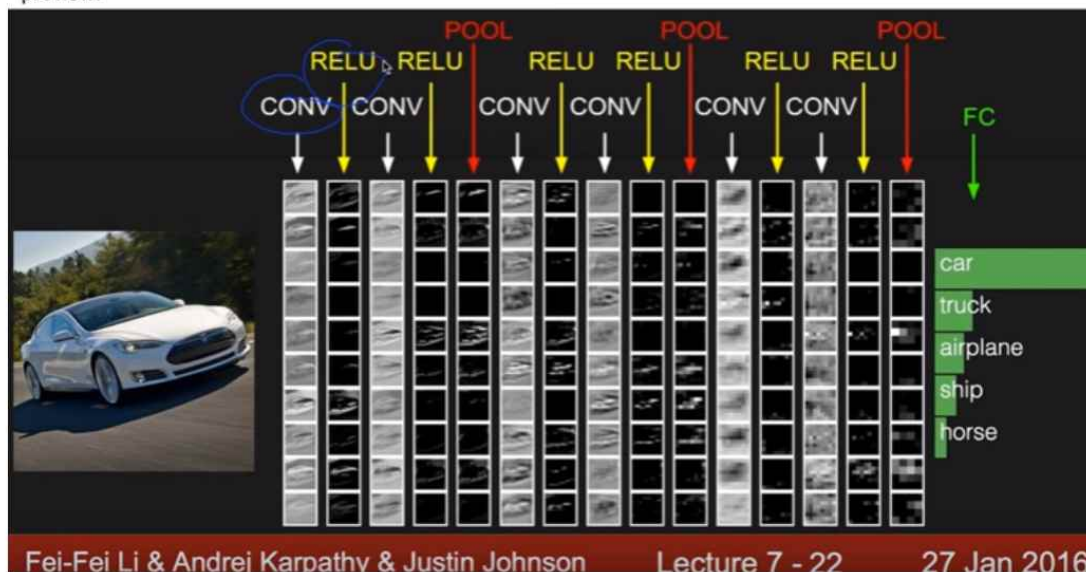 POOL POOL POOL
RELU RELU RELU RELU RELU RELU
CONV CONV CONV CONV CONV CONV
FC
car
truck
airplane
ship
horse
Fei-Fei Li & Andrej Karpathy & Justin Johnson Lecture 7 - 22 27 Jan 2016